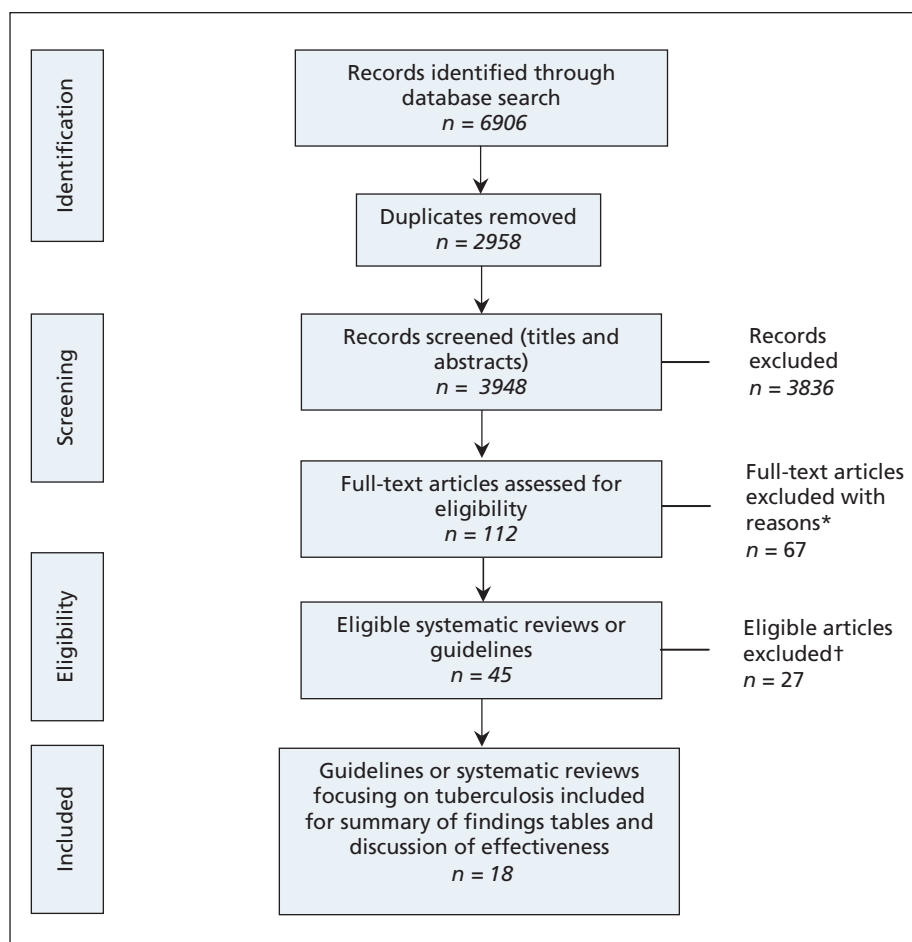 Identification
Records identified through
database search
n = 6906
Duplicates removed
n = 2958
Screening
Records screened (titles and
abstracts)
n = 3948
Records
excluded
n = 3836
Full-text articles assessed for
eligibility
n = 112
Full-text articles
excluded with
reasons*
n = 67
Eligibility
Eligible systematic reviews or
guidelines
n = 45
Eligible articles
excluded†
n = 27
Included
Guidelines or systematic reviews
focusing on tuberculosis included
for summary of findings tables and
discussion of effectiveness
n = 18